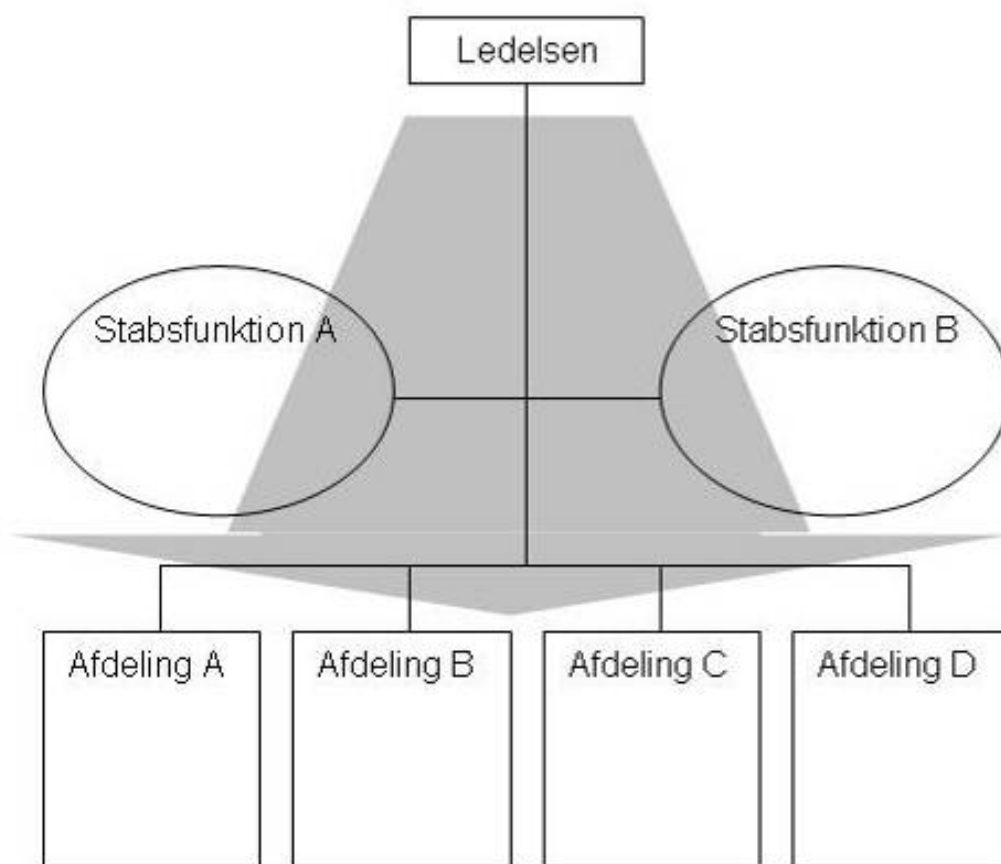 Ledelsen
Stabsfunktion A
Stabsfunktion B
Afdeling A
Afdeling B
Afdeling C
Afdeling D